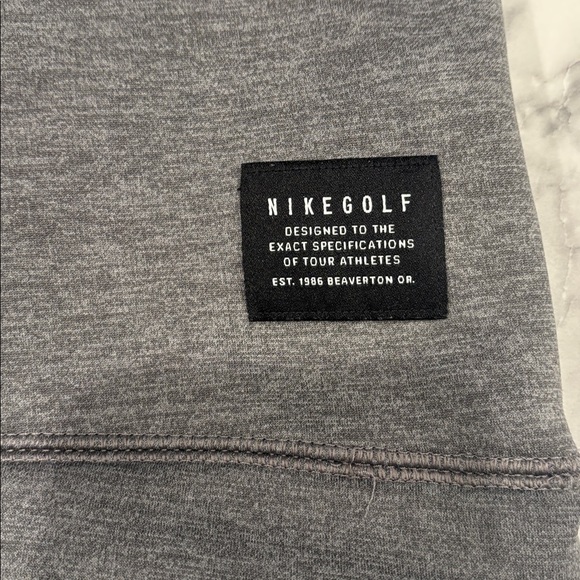 NIKEGOLF
DESIGNED TO THE
EXACT SPECIFICATIONS
OF TOUR ATHLETES
EST. 1986 BEAVERTON OR.